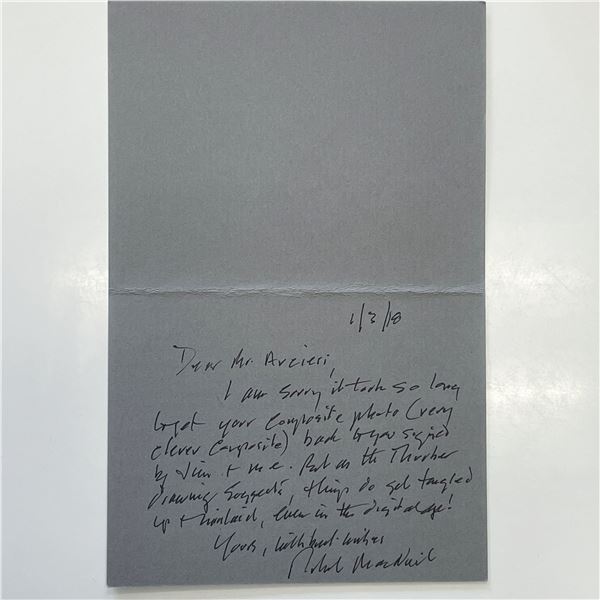 1/3/18
Dear Mr. Arcieri,
I am sorry it took so long
to get your composite photo (very
clever composite) back to you signed
by Jim + me. But as the Thurber
drawing suggests, things do get tangled
up + mislaid, even in the digital age!
Yours, with best wishes
Robert MacNeil